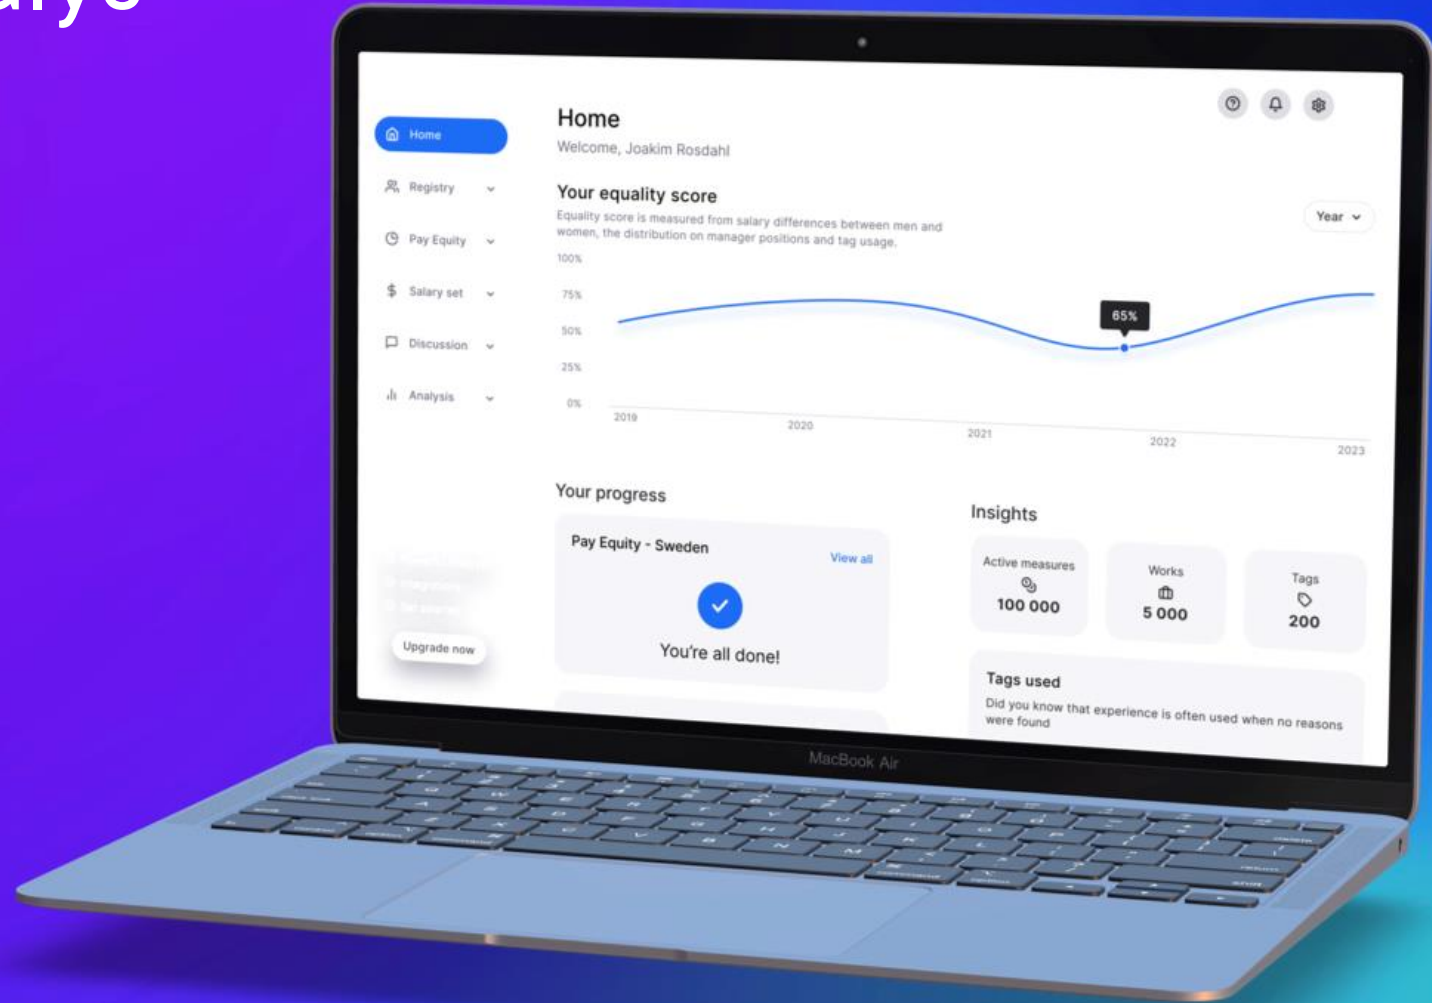 Home
Registry
Pay Equity
Salary set
Discussion
Analysis
Upgrade now
Home
Welcome, Joakim Rosdahl
Your equality score
Equality score is measured from salary differences between men and
women, the distribution on manager positions and tag usage.
Year
100%
75%
50%
25%
0%
65%
2019
2020
2021
2022
2023
Your progress
Pay Equity - Sweden
View all
You're all done!
Insights
Active measures
100 000
Works
5 000
Tags
200
Tags used
Did you know that experience is often used when no reasons
were found
MacBook Air